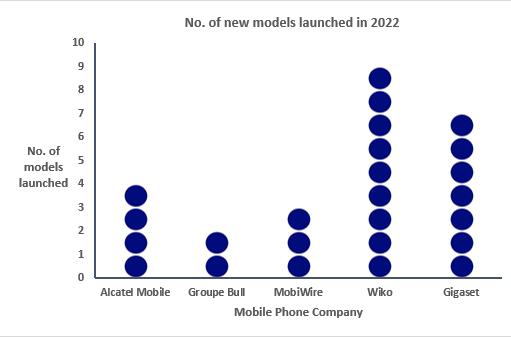 No. of new models launched in 2022
10
9
8
7
6
5
4
3
2
1
0
No. of
models
launched
Alcatel Mobile Groupe Bull MobiWire Wiko Gigaset
Mobile Phone Company